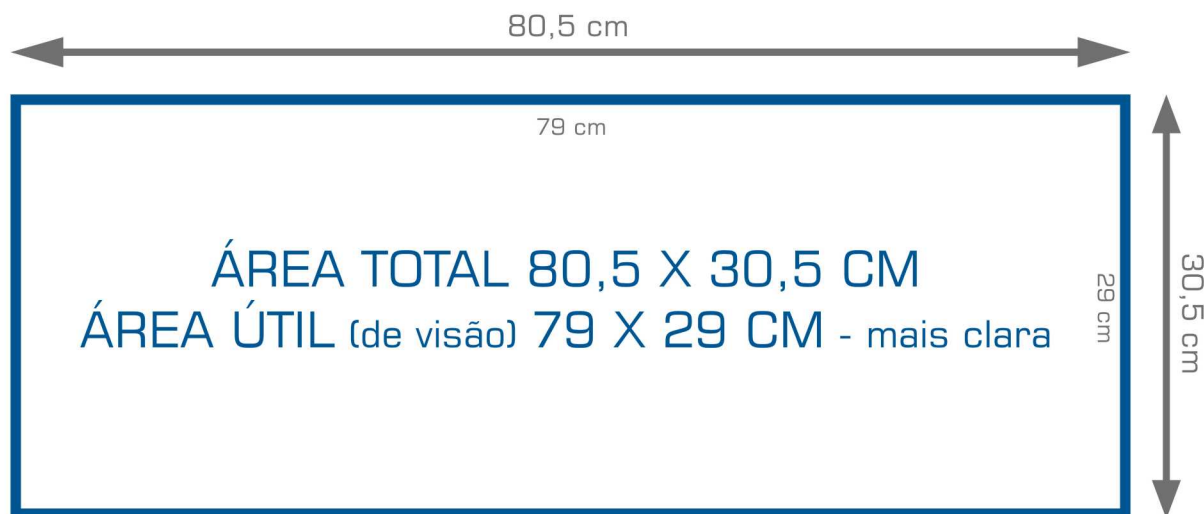 80,5 cm
79 cm
ÁREA TOTAL 80,5 X 30,5 CM
ÁREA ÚTIL (de visão) 79 X 29 CM - mais clara
29 cm
30,5 cm